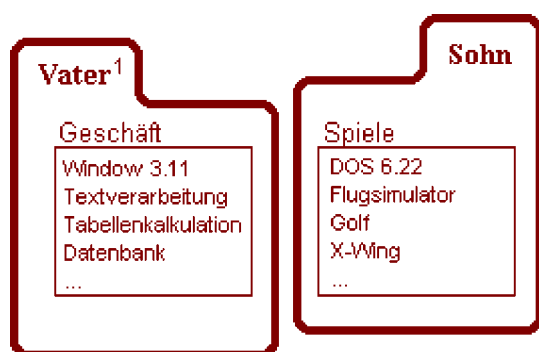 Vater¹
Geschäft
Window 3.11
Textverarbeitung
Tabellenkalkulation
Datenbank
...
Sohn
Spiele
DOS 6.22
Flugsimulator
Golf
X-Wing
...